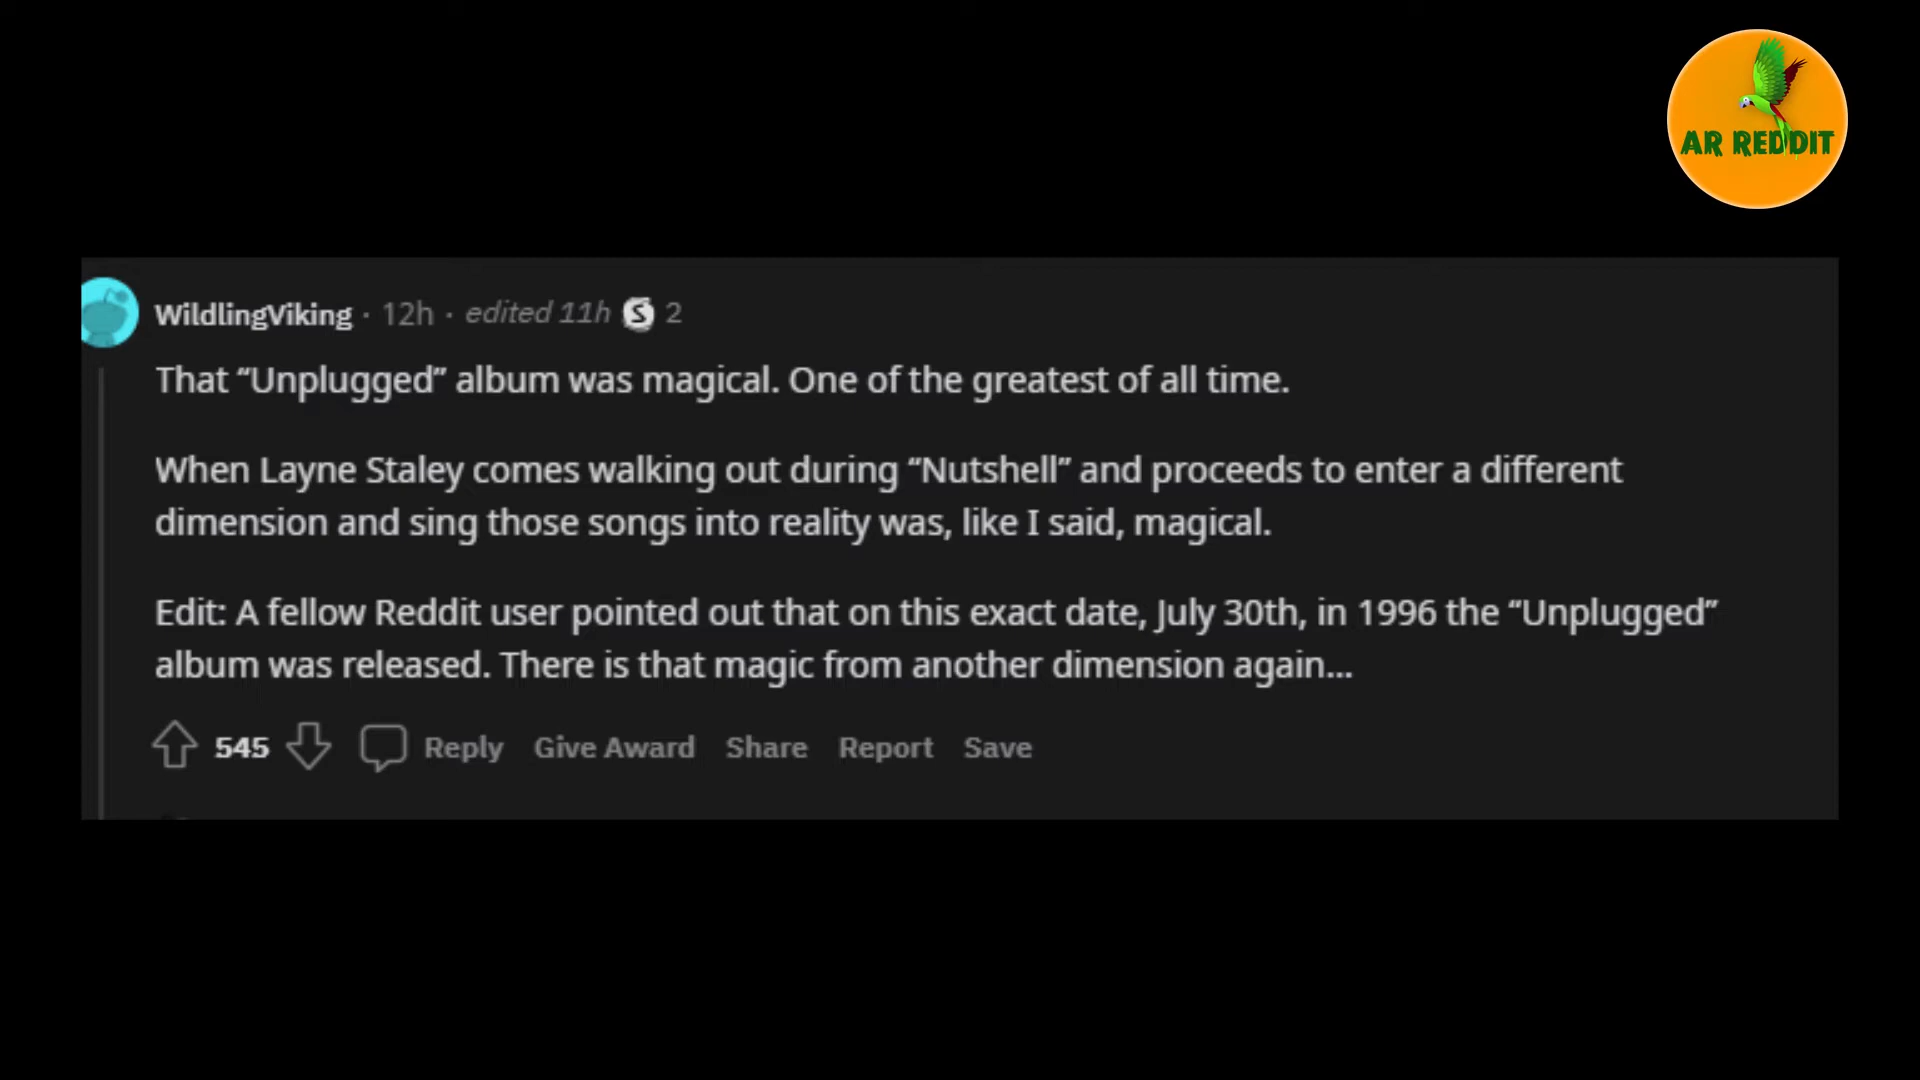 AR REDDIT
WildlingViking · 12h · edited 11h S 2
That “Unplugged” album was magical. One of the greatest of all time.
When Layne Staley comes walking out during “Nutshell” and proceeds to enter a different
dimension and sing those songs into reality was, like I said, magical.
Edit: A fellow Reddit user pointed out that on this exact date, July 30th, in 1996 the “Unplugged”
album was released. There is that magic from another dimension again...
545 Reply Give Award Share Report Save